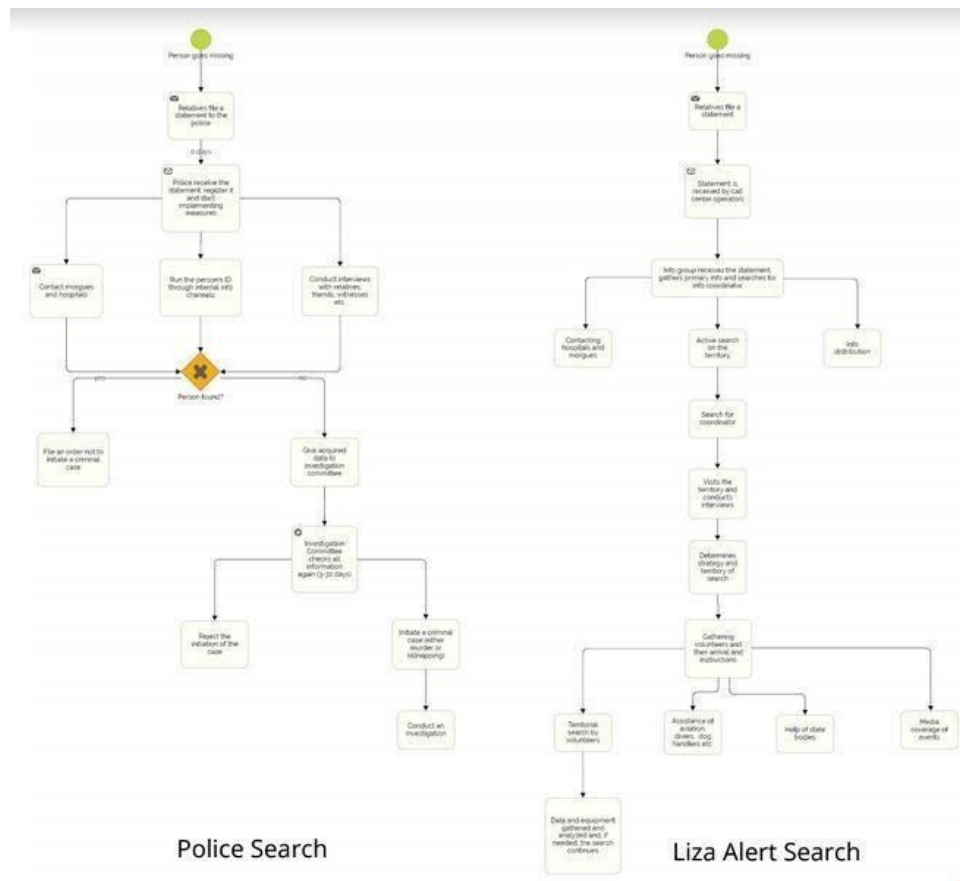 Person goes missing
Relatives file a
statement to the
police
Police receive the
statement, register it
and start
implementing
measures
Contact morgues
and hospitals
Run the person's ID
through internal info
channels
Conduct interviews
with relatives,
friends, witnesses
etc.
yes
no
Person found?
File an order not to
initiate a criminal
case
Give acquired
data to
investigation
committee
Investigation
Committee
checks all
information
again (3-30 days)
Reject the
initiation of the
case
Initiate a criminal
case (either
murder or
kidnapping)
Conduct an
investigation
Police Search
Person goes missing
Relatives file a
statement
Statement is
received by call
center operators
Info group receives the statement,
gathers primary info and searches for
info coordinator
Contacting
hospitals and
morgues
Active search
on the
territory
Info
distribution
Search for
coordinator
Visits the
territory and
conducts
interviews
Determines
strategy and
territory of
search
Gathering
volunteers and
their arrival and
instructions
Territorial
search by
volunteers
Assistance of
aviation,
divers, dog
handlers etc
Help of state
bodies
Media
coverage of
events
Data and equipment
gathered and
analyzed and, if
needed, the search
continues
Liza Alert Search